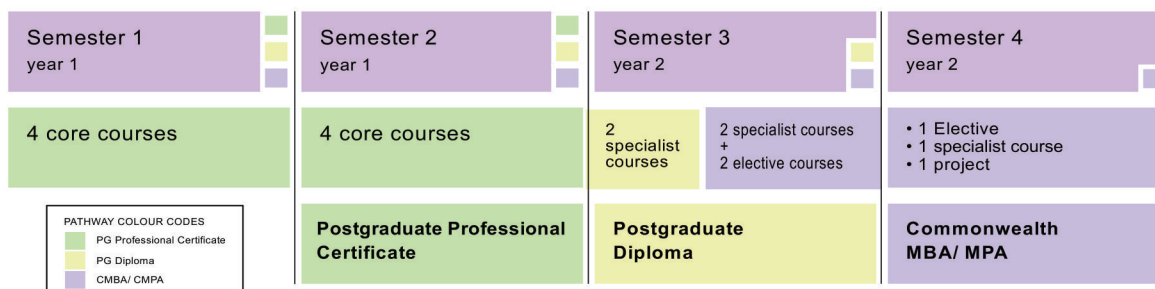 Semester 1
year 1
Semester 2
year 1
Semester 3
year 2
Semester 4
year 2
4 core courses
4 core courses
2
specialist
courses
2 specialist courses
+
2 elective courses
• 1 Elective
• 1 specialist course
• 1 project
PATHWAY COLOUR CODES
PG Professional Certificate
PG Diploma
CMBA/ CMPA
Postgraduate Professional
Certificate
Postgraduate
Diploma
Commonwealth
MBA/ MPA